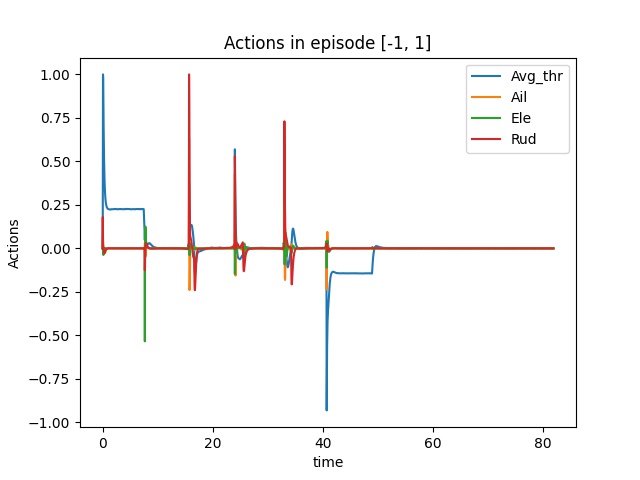 Actions in episode [-1, 1]
1.00
0.75
0.50
0.25
0.00
−0.25
−0.50
−0.75
−1.00
Actions
Avg_thr
Ail
Ele
Rud
0 20 40 60 80
time